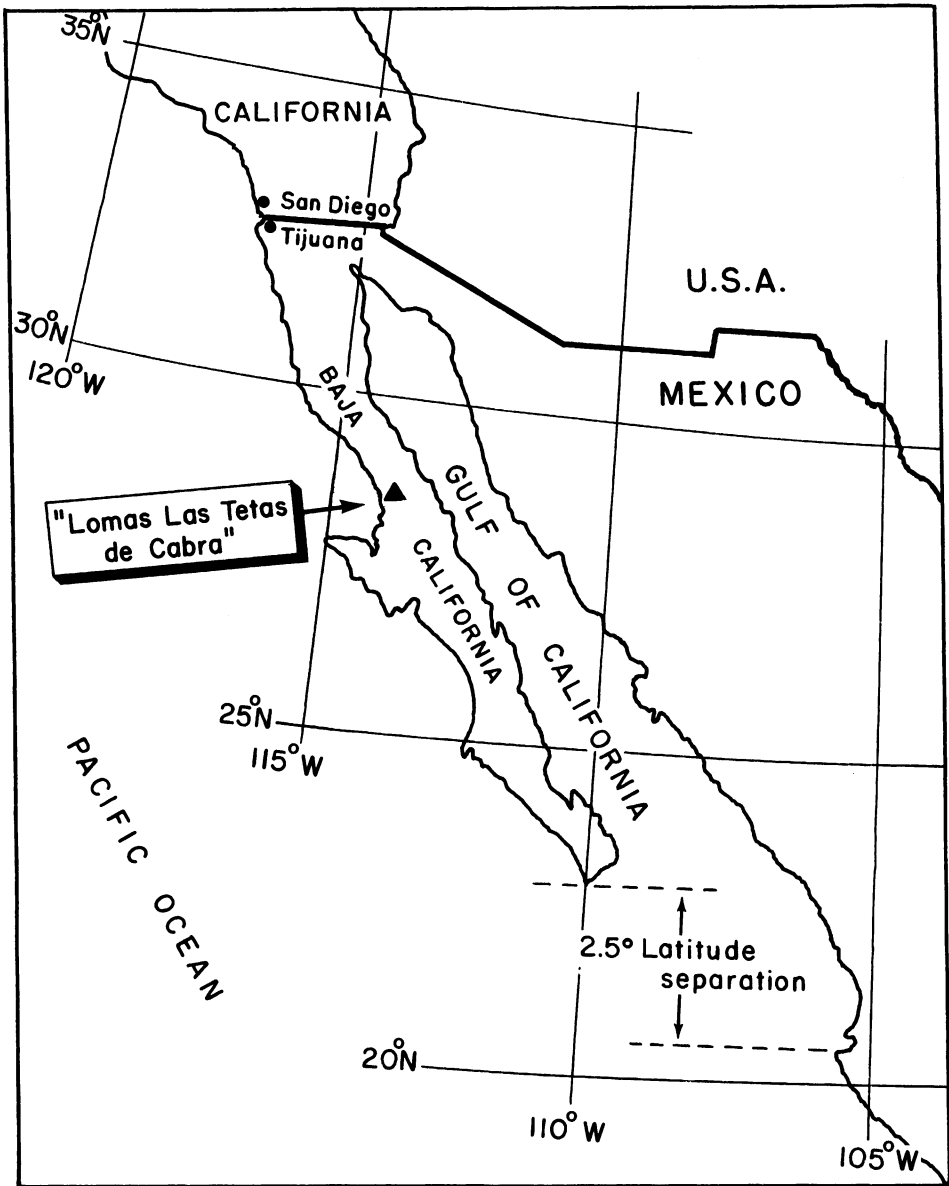 35°N
CALIFORNIA
San Diego
Tijuana
U.S.A.
30°N
120°W
MEXICO
BAJA
CALIFORNIA
GULF
OF
CALIFORNIA
"Lomas Las Tetas
de Cabra"
25°N
115°W
PACIFIC OCEAN
2.5° Latitude
separation
20°N
110°W
105°W